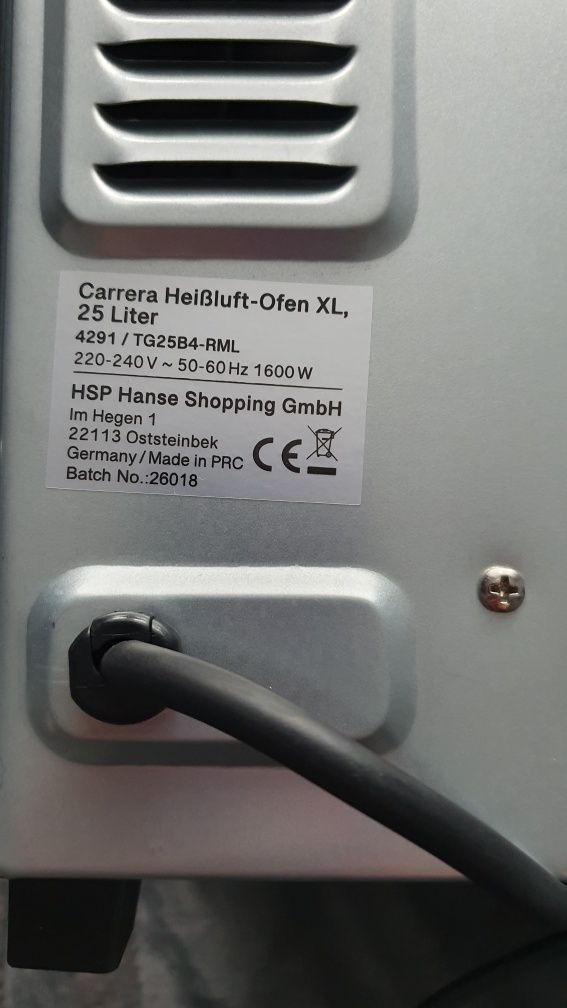 Carrera Heißluft-Ofen XL,
25 Liter
4291 / TG25B4-RML
220-240 V ~ 50-60 Hz 1600 W
HSP Hanse Shopping GmbH
Im Hegen 1
22113 Oststeinbek
Germany / Made in PRC
Batch No.:26018
CE